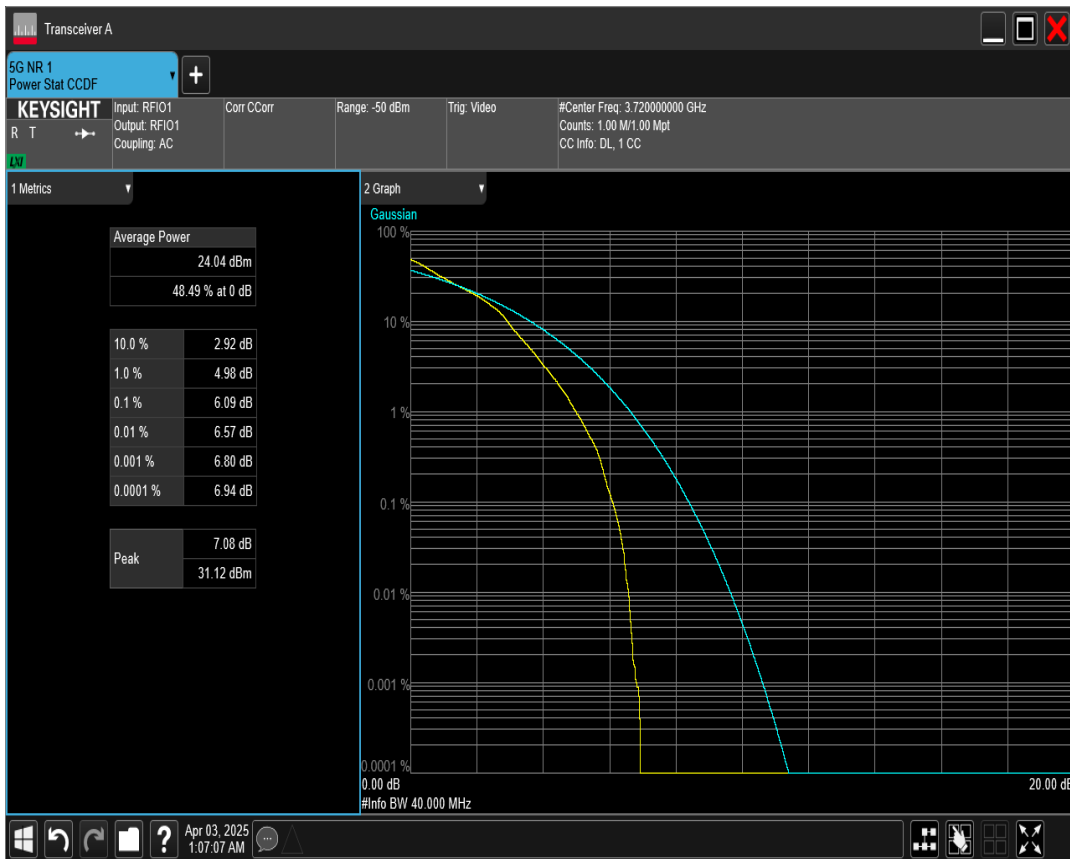 Transceiver A
5G NR 1
Power Stat CCDF
+
KEYSIGHT
R T
LXI
Input: RFIO1
Output: RFIO1
Coupling: AC
Corr CCorr
Range: -50 dBm
Trig: Video
#Center Freq: 3.720000000 GHz
Counts: 1.00 M/1.00 Mpt
CC Info: DL, 1 CC
1 Metrics
Average Power
24.04 dBm
48.49 % at 0 dB
10.0 % 2.92 dB
1.0 % 4.98 dB
0.1 % 6.09 dB
0.01 % 6.57 dB
0.001 % 6.80 dB
0.0001 % 6.94 dB
Peak
7.08 dB
31.12 dBm
2 Graph
Gaussian
100 %
10 %
1 %
0.1 %
0.01 %
0.001 %
0.0001 %
0.00 dB 20.00 dB
#Info BW 40.000 MHz
?
Apr 03, 2025
1:07:07 AM